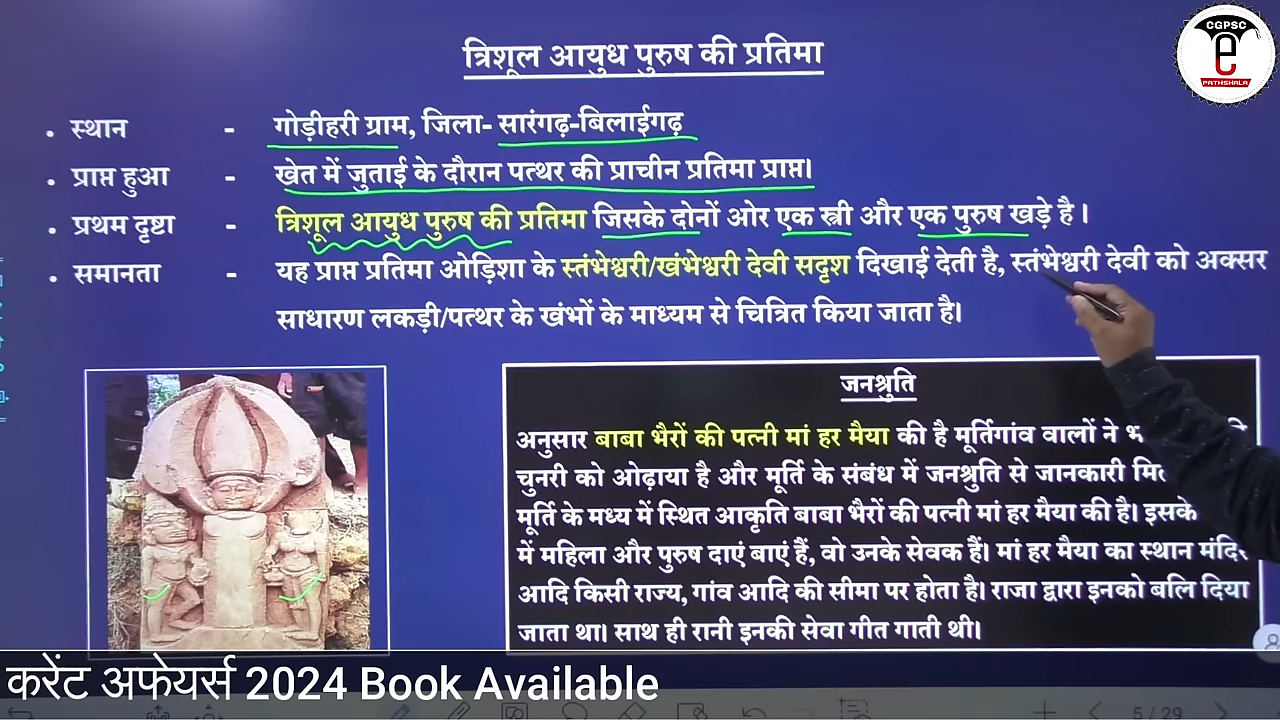 CGPSC
e
PATHSHALA
त्रिशूल आयुध पुरुष की प्रतिमा
• स्थान - गोड़ीहरी ग्राम, जिला- सारंगढ़-बिलाईगढ़
• प्राप्त हुआ - खेत में जुताई के दौरान पत्थर की प्राचीन प्रतिमा प्राप्त।
• प्रथम दृष्टा - त्रिशूल आयुध पुरुष की प्रतिमा जिसके दोनों ओर एक स्त्री और एक पुरुष खड़े है।
• समानता - यह प्राप्त प्रतिमा ओड़िशा के स्तंभेश्वरी/खंभेश्वरी देवी सदृश दिखाई देती है, स्तंभेश्वरी देवी को अक्सर
साधारण लकड़ी/पत्थर के खंभों के माध्यम से चित्रित किया जाता है।
जनश्रुति
अनुसार बाबा भैरों की पत्नी मां हर मैया की है मूर्तिगांव वालों ने
चुनरी को ओढ़ाया है और मूर्ति के संबंध में जनश्रुति से जानकारी
मूर्ति के मध्य में स्थित आकृति बाबा भैरों की पत्नी मां हर मैया की है। इसके
में महिला और पुरुष दाएं बाएं हैं, वो उनके सेवक हैं। मां हर मैया का स्थान मंदिर
आदि किसी राज्य, गांव आदि की सीमा पर होता है। राजा द्वारा इनको बलि दिया
जाता था। साथ ही रानी इनकी सेवा गीत गाती थी।
करेंट अफेयर्स 2024 Book Available
5 / 29